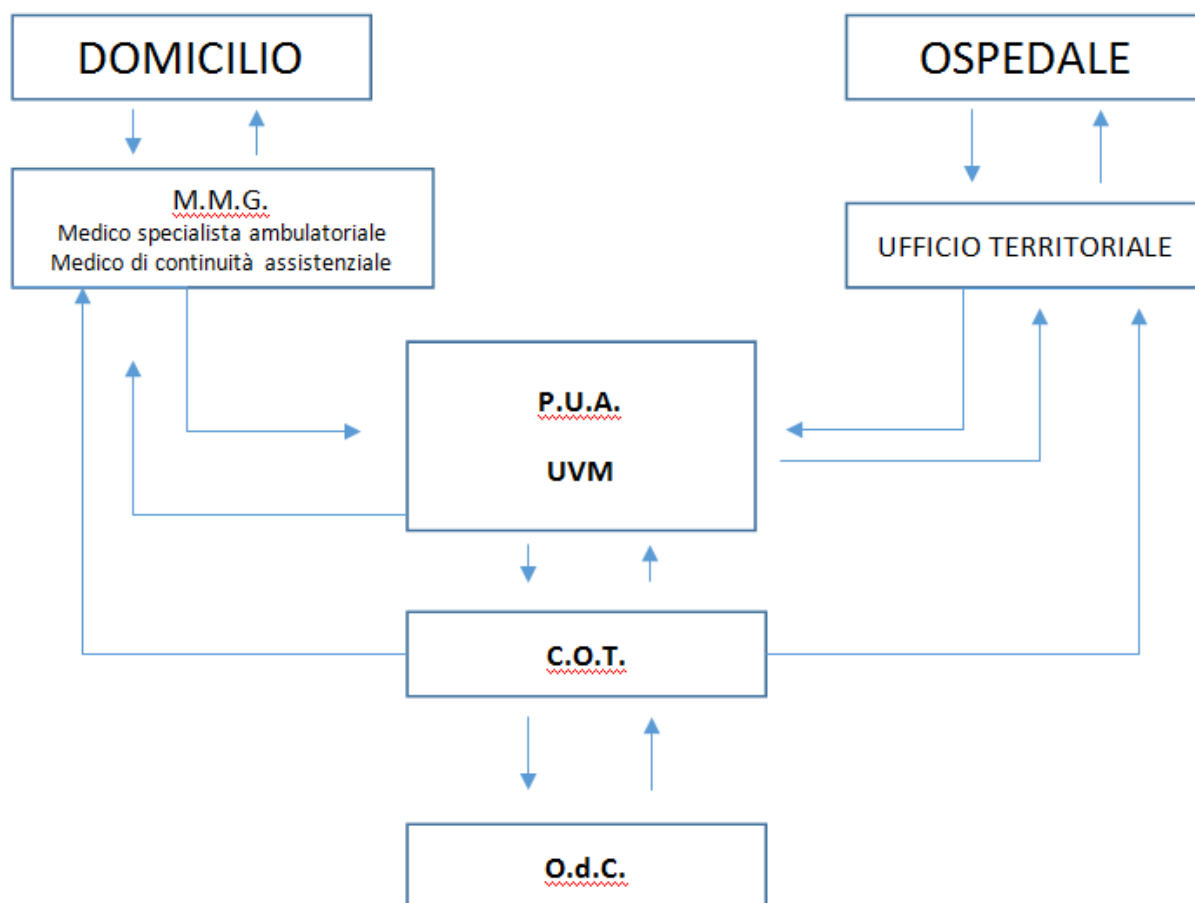 DOMICILIO
OSPEDALE
M.M.G.
Medico specialista ambulatoriale
Medico di continuità assistenziale
UFFICIO TERRITORIALE
P.U.A.
UVM
C.O.T.
O.d.C.